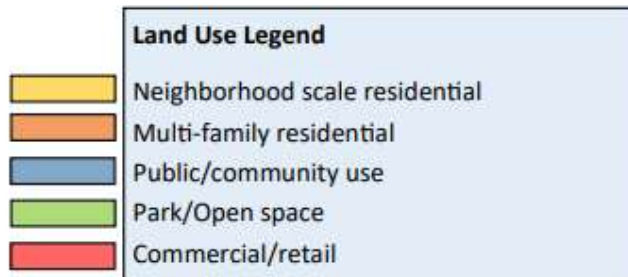 Land Use Legend
Neighborhood scale residential
Multi-family residential
Public/community use
Park/Open space
Commercial/retail